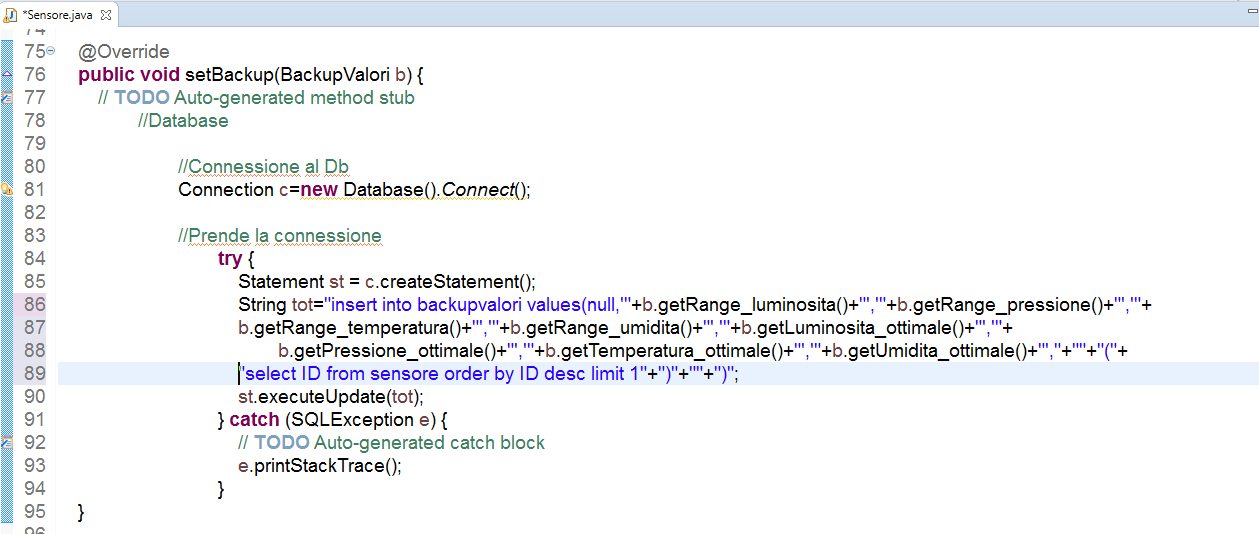 *Sensore.java
74
75 @Override
76 public void setBackup(BackupValori b) {
77 // TODO Auto-generated method stub
78 //Database
79
80 //Connessione al Db
81 Connection c=new Database().Connect();
82
83 //Prende la connessione
84 try {
85 Statement st = c.createStatement();
86 String tot="insert into backupvalori values(null,'"+b.getRange_luminosita()+"','"+b.getRange_pressione()+"','"+
87 b.getRange_temperatura()+"','"+b.getRange_umidita()+"','"+b.getLuminosita_ottimale()+"','"+
88 b.getPressione_ottimale()+"','"+b.getTemperatura_ottimale()+"','"+b.getUmidita_ottimale()+"',"+""+"("+
89 "select ID from sensore order by ID desc limit 1"+")"+""+")";
90 st.executeUpdate(tot);
91 } catch (SQLException e) {
92 // TODO Auto-generated catch block
93 e.printStackTrace();
94 }
95 }
96